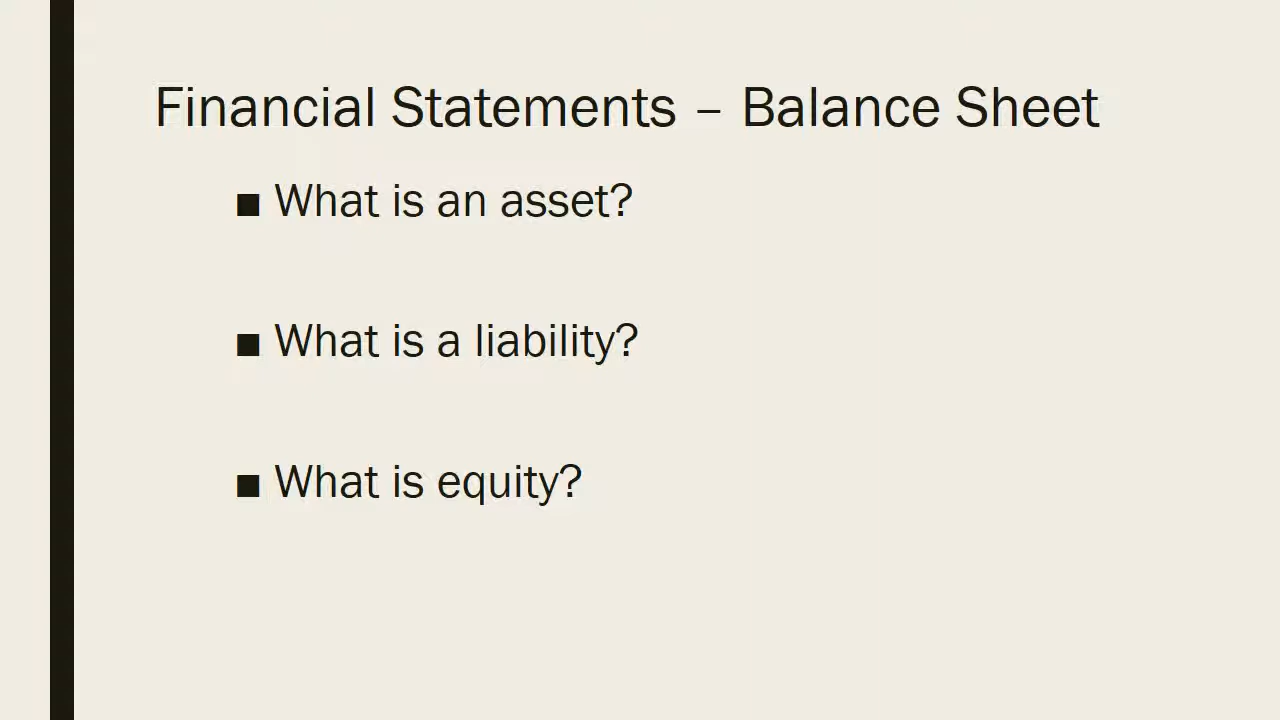 Financial Statements – Balance Sheet
■ What is an asset?
■ What is a liability?
■ What is equity?